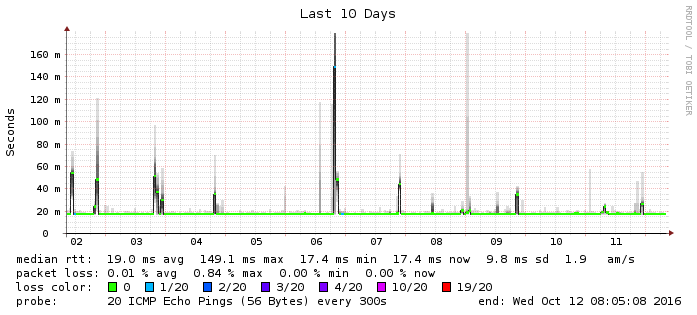 Last 10 Days
RRDTOOL / TOBI OETIKER
Seconds
160 m
140 m
120 m
100 m
80 m
60 m
40 m
20 m
0
02 03 04 05 06 07 08 09 10 11
median rtt: 19.0 ms avg 149.1 ms max 17.4 ms min 17.4 ms now 9.8 ms sd 1.9 am/s
packet loss: 0.01 % avg 0.84 % max 0.00 % min 0.00 % now
loss color: 0 1/20 2/20 3/20 4/20 10/20 19/20
probe: 20 ICMP Echo Pings (56 Bytes) every 300s end: Wed Oct 12 08:05:08 2016